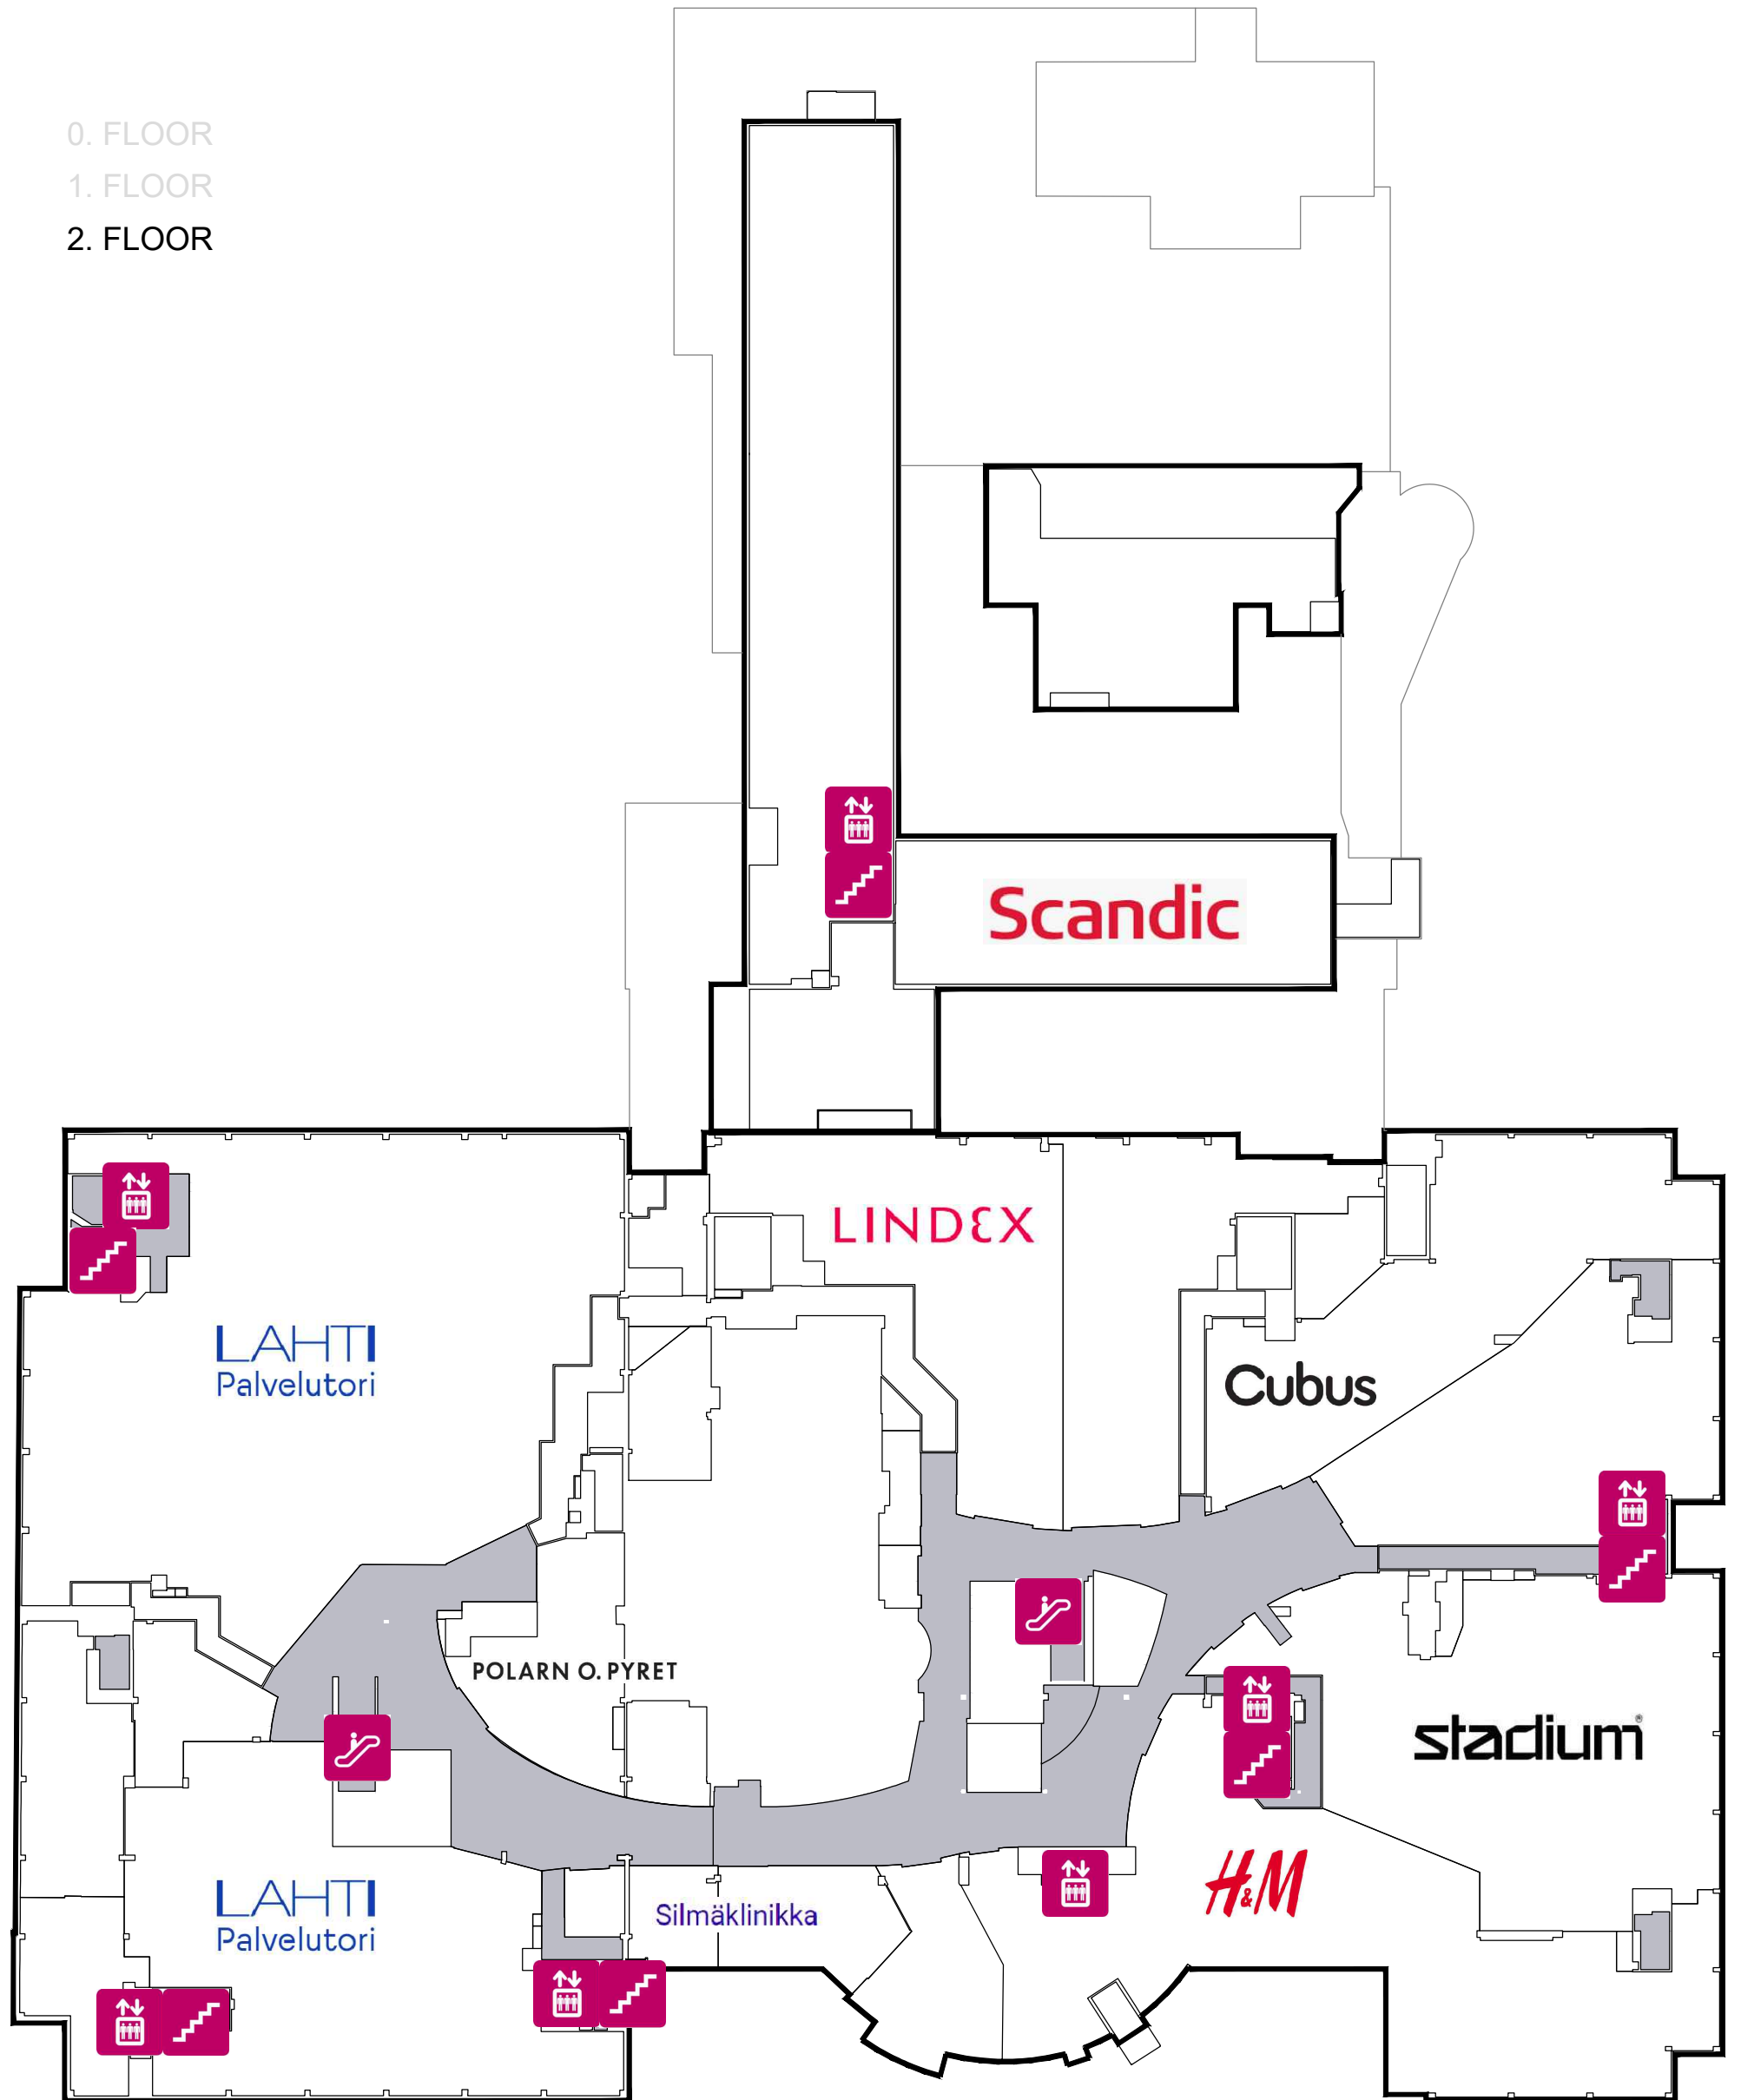 0. FLOOR
1. FLOOR
2. FLOOR
Scandic
LINDEX
LAHTI
Palvelutori
Cubus
POLARN O. PYRET
stadium®
LAHTI
Palvelutori
Silmäklinikka
H&M